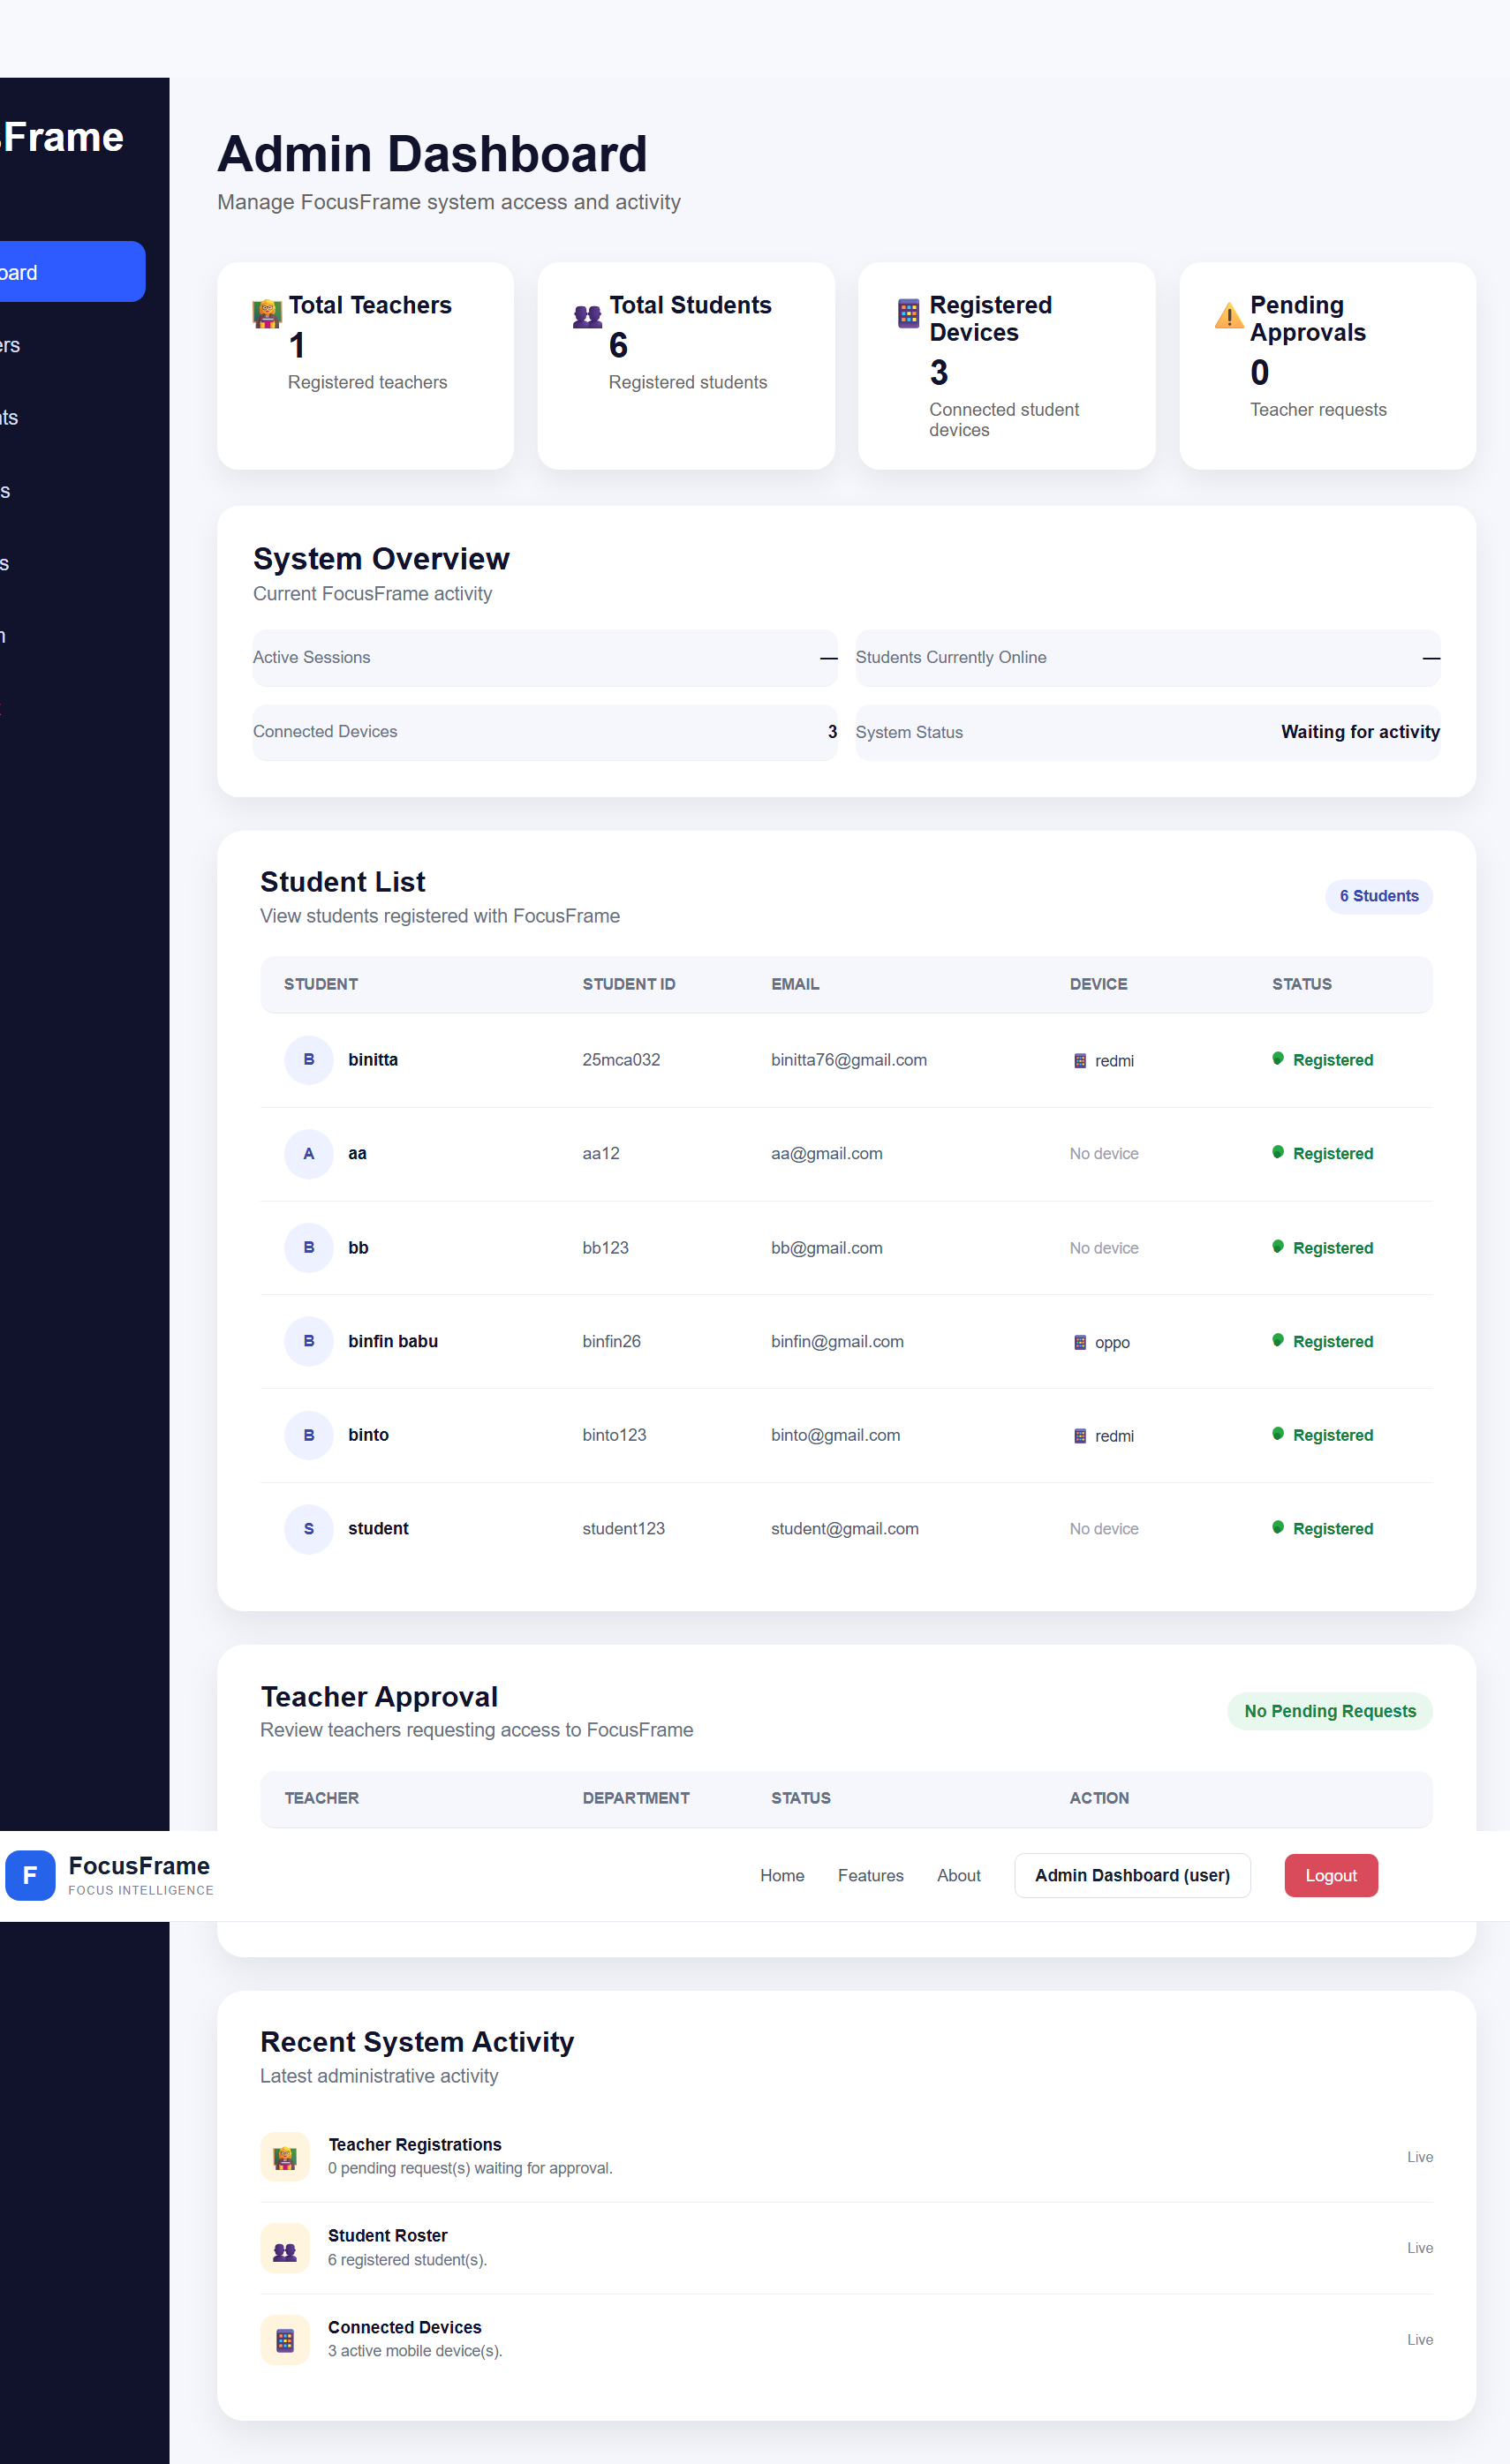 sFrame
oard
ers
nts
s
s
n
Admin Dashboard
Manage FocusFrame system access and activity
Total Teachers
1
Registered teachers
Total Students
6
Registered students
Registered
Devices
3
Connected student
devices
Pending
Approvals
0
Teacher requests
System Overview
Current FocusFrame activity
Active Sessions —
Students Currently Online —
Connected Devices 3
System Status Waiting for activity
Student List
View students registered with FocusFrame
6 Students
STUDENT STUDENT ID EMAIL DEVICE STATUS
B binitta 25mca032 binitta76@gmail.com redmi Registered
A aa aa12 aa@gmail.com No device Registered
B bb bb123 bb@gmail.com No device Registered
B binfin babu binfin26 binfin@gmail.com oppo Registered
B binto binto123 binto@gmail.com redmi Registered
S student student123 student@gmail.com No device Registered
Teacher Approval
Review teachers requesting access to FocusFrame
No Pending Requests
TEACHER DEPARTMENT STATUS ACTION
F FocusFrame
FOCUS INTELLIGENCE
Home Features About Admin Dashboard (user) Logout
Recent System Activity
Latest administrative activity
Teacher Registrations
0 pending request(s) waiting for approval.
Live
Student Roster
6 registered student(s).
Live
Connected Devices
3 active mobile device(s).
Live